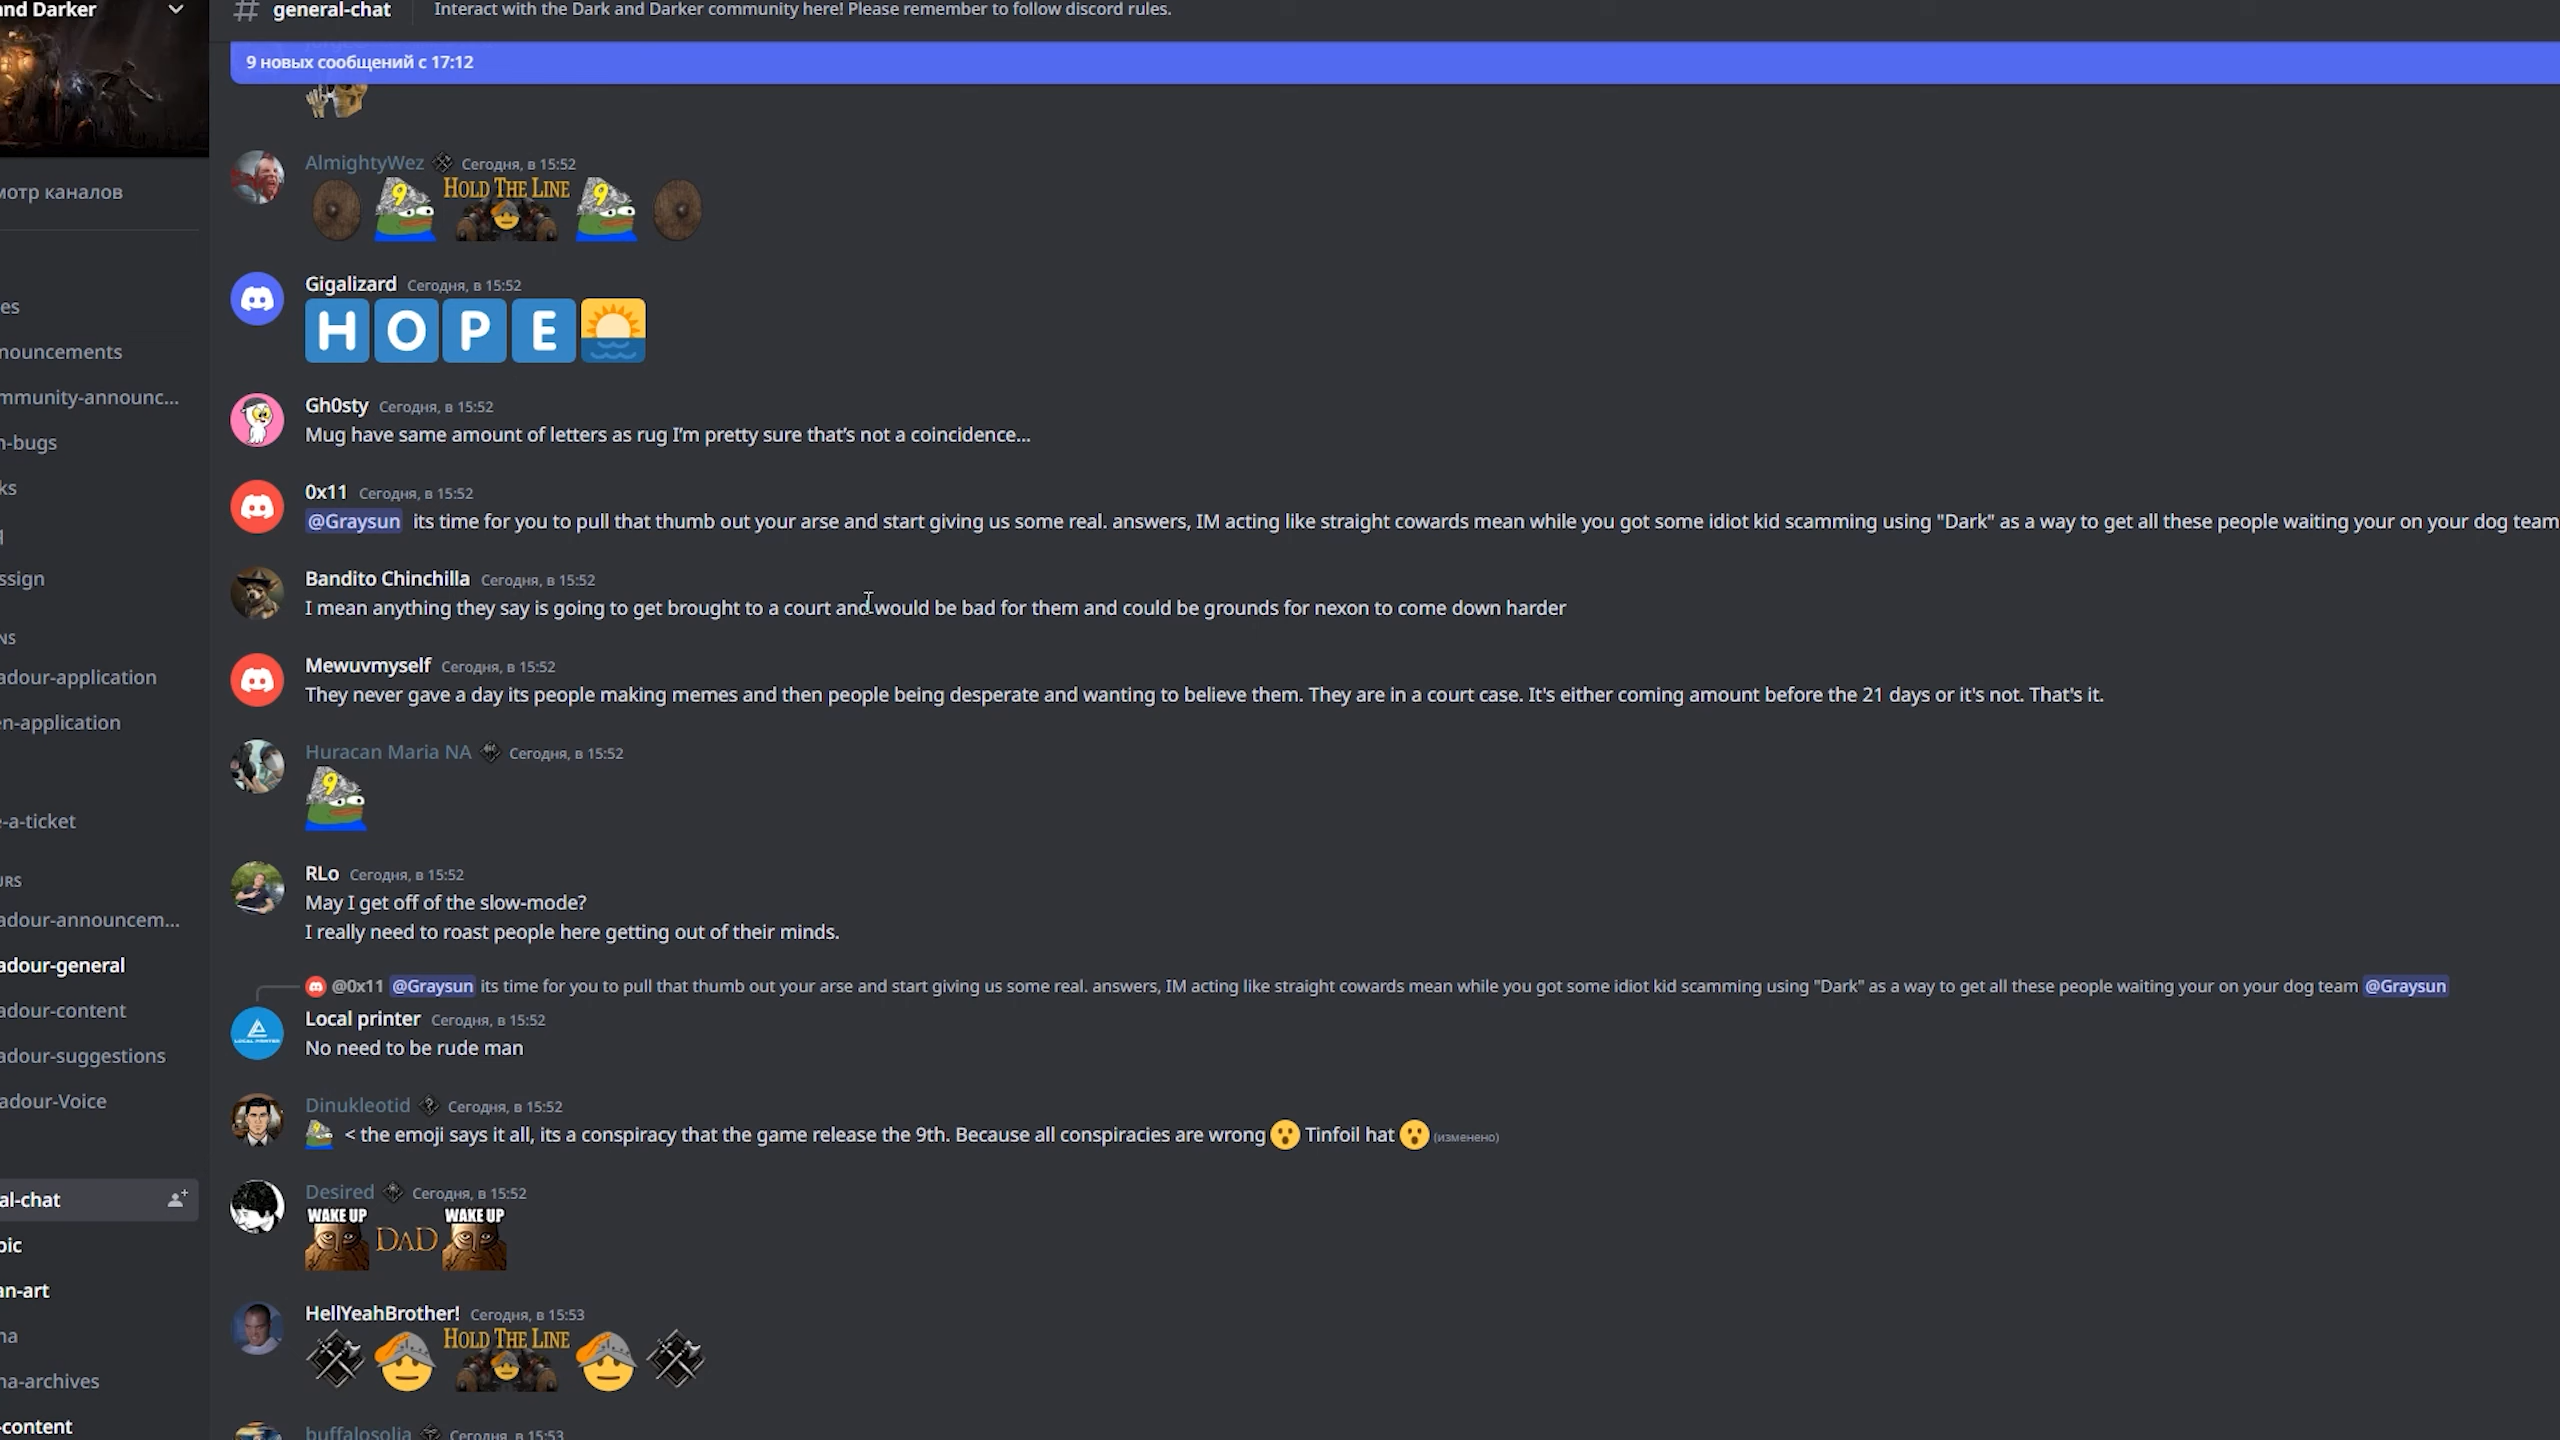 and Darker
# general-chat
Interact with the Dark and Darker community here! Please remember to follow discord rules.
9 новых сообщений с 17:12
мотр каналов
es
nouncements
mmunity-announc...
n-bugs
ks
ssign
NS
adour-application
en-application
e-a-ticket
URS
adour-announcem...
adour-general
adour-content
adour-suggestions
adour-Voice
al-chat
pic
an-art
na
na-archives
-content
AlmightyWez Сегодня, в 15:52
9 HOLD THE LINE 9
Gigalizard Сегодня, в 15:52
H O P E
Gh0sty Сегодня, в 15:52
Mug have same amount of letters as rug I’m pretty sure that’s not a coincidence...
0x11 Сегодня, в 15:52
@Graysun its time for you to pull that thumb out your arse and start giving us some real. answers, IM acting like straight cowards mean while you got some idiot kid scamming using "Dark" as a way to get all these people waiting your on your dog team
Bandito Chinchilla Сегодня, в 15:52
I mean anything they say is going to get brought to a court and would be bad for them and could be grounds for nexon to come down harder
Mewuvmyself Сегодня, в 15:52
They never gave a day its people making memes and then people being desperate and wanting to believe them. They are in a court case. It's either coming amount before the 21 days or it's not. That's it.
Huracan Maria NA Сегодня, в 15:52
9
RLo Сегодня, в 15:52
May I get off of the slow-mode?
I really need to roast people here getting out of their minds.
@0x11 @Graysun its time for you to pull that thumb out your arse and start giving us some real. answers, IM acting like straight cowards mean while you got some idiot kid scamming using "Dark" as a way to get all these people waiting your on your dog team @Graysun
Local printer Сегодня, в 15:52
LOCAL PRINTER
No need to be rude man
Dinukleotid Сегодня, в 15:52
9 < the emoji says it all, its a conspiracy that the game release the 9th. Because all conspiracies are wrong Tinfoil hat (изменено)
Desired Сегодня, в 15:52
WAKE UP DAD WAKE UP
HellYeahBrother! Сегодня, в 15:53
HOLD THE LINE
buffalosolja Сегодня, в 15:53